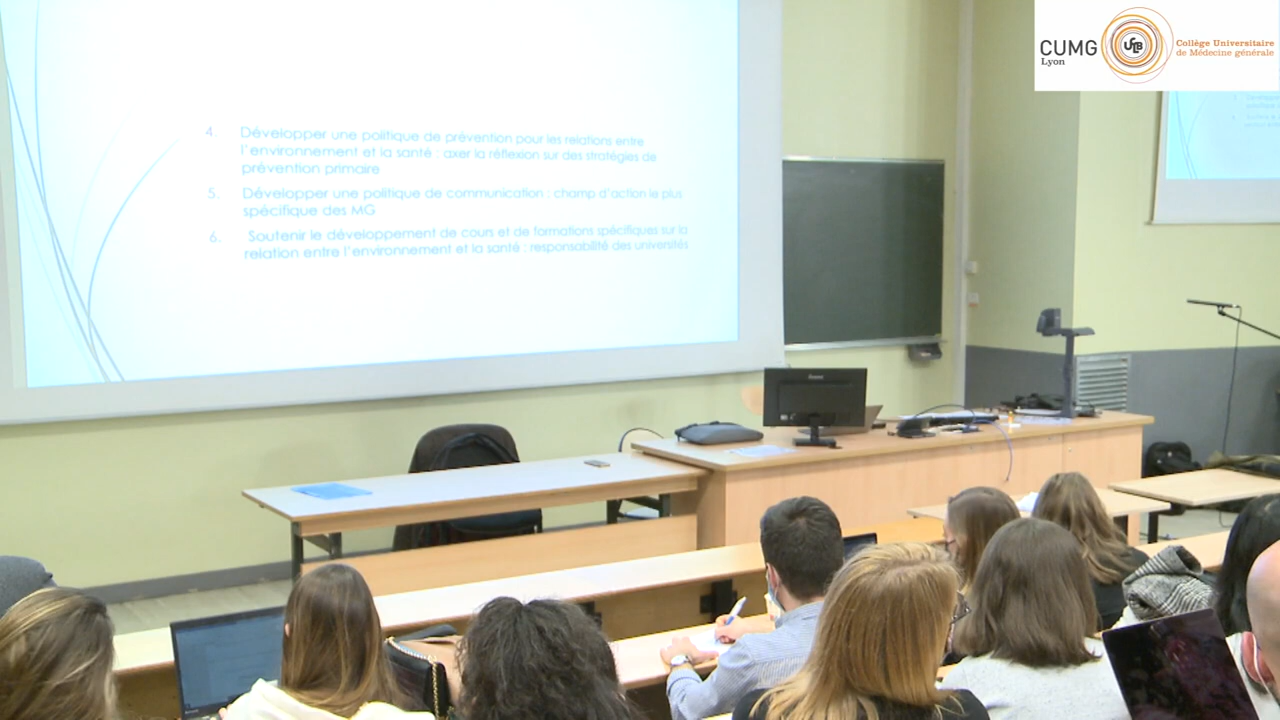 4. Développer une politique de prévention pour les relations entre
l'environnement et la santé : axer la réflexion sur des stratégies de
prévention primaire
5. Développer une politique de communication : champ d'action le plus
spécifique des MG
6. Soutenir le développement de cours et de formations spécifiques sur la
relation entre l'environnement et la santé : responsabilité des universités
CUMG
Lyon
Collège Universitaire
de Médecine générale